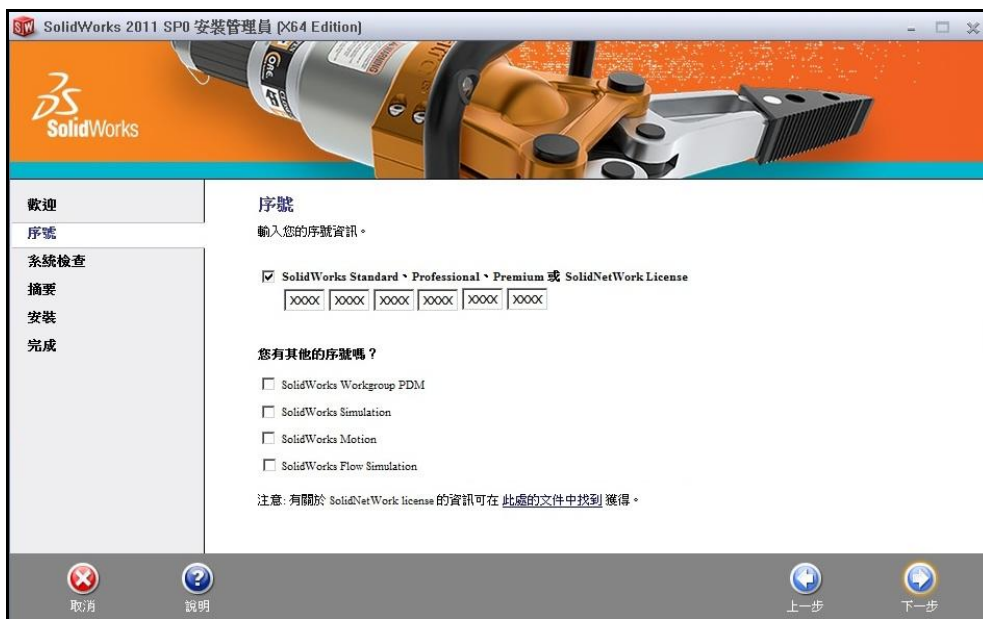 SolidWorks 2011 SP0 安裝管理員 (X64 Edition)
SolidWorks
歡迎
序號
系統檢查
摘要
安裝
完成
序號
輸入您的序號資訊。
SolidWorks Standard、Professional、Premium 或 SolidNetWork License
XXXX XXXX XXXX XXXX XXXX XXXX
您有其他的序號嗎？
SolidWorks Workgroup PDM
SolidWorks Simulation
SolidWorks Motion
SolidWorks Flow Simulation
注意: 有關於 SolidNetWork license 的資訊可在 此處的文件中找到 獲得。
取消 說明 上一步 下一步